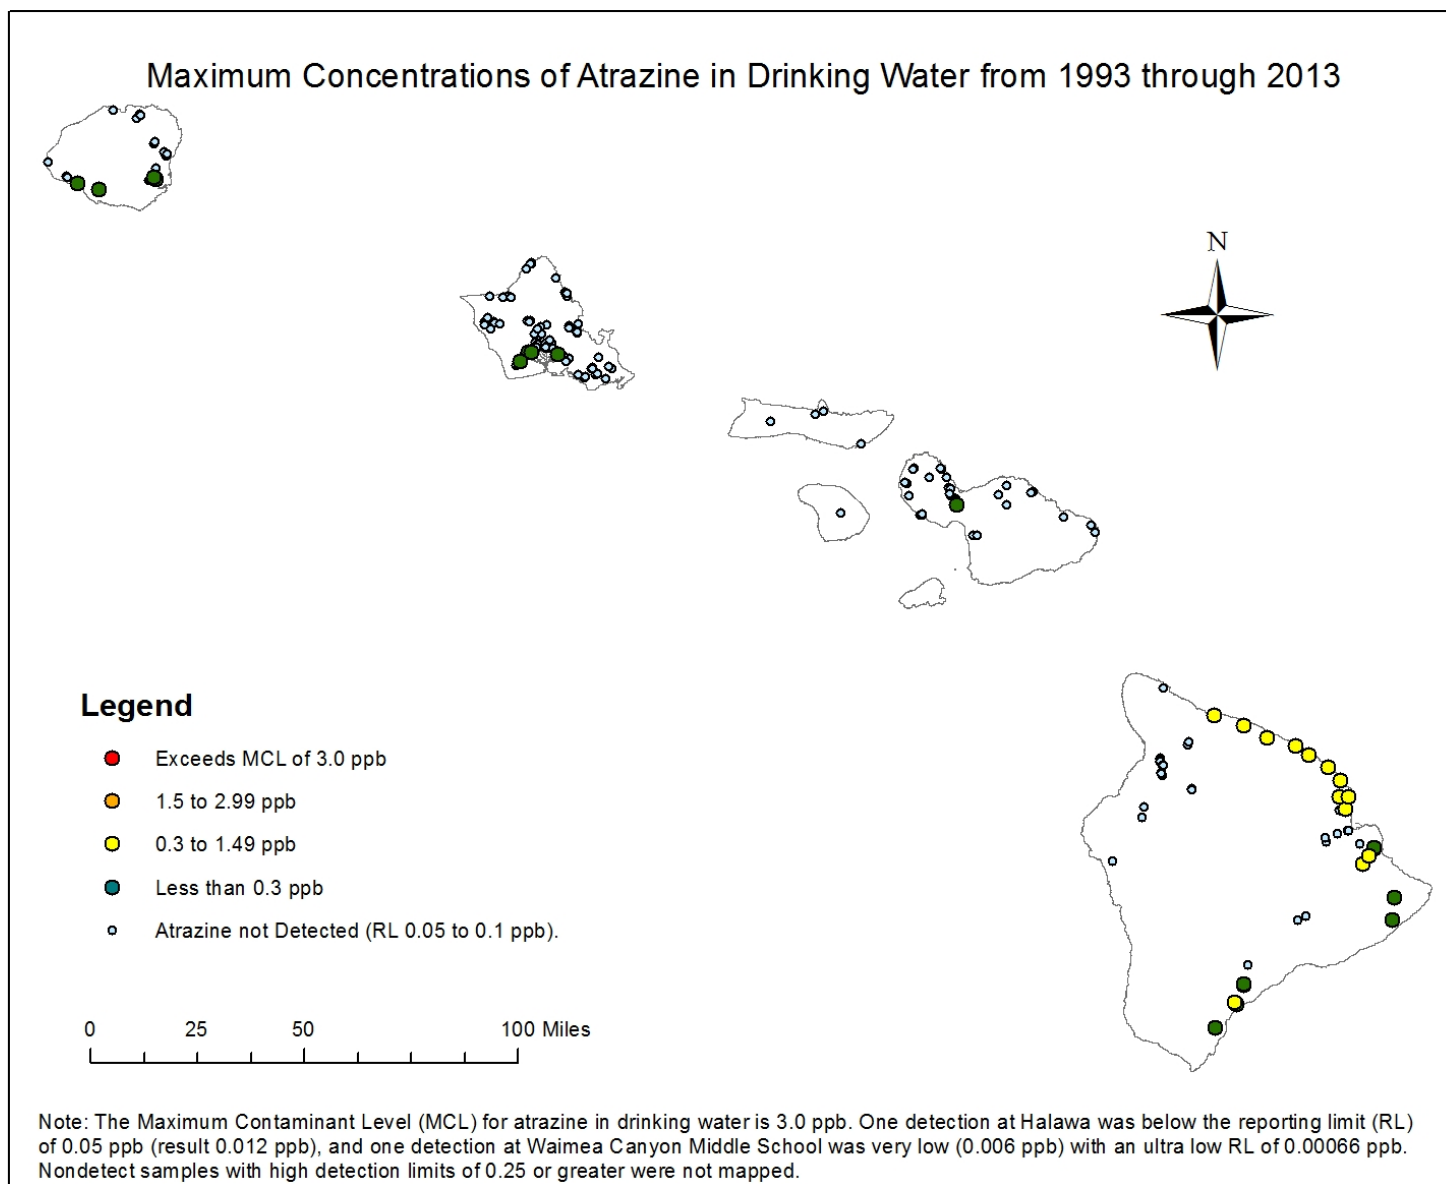 Maximum Concentrations of Atrazine in Drinking Water from 1993 through 2013
N
Legend
Exceeds MCL of 3.0 ppb
1.5 to 2.99 ppb
0.3 to 1.49 ppb
Less than 0.3 ppb
Atrazine not Detected (RL 0.05 to 0.1 ppb).
0 25 50 100 Miles
Note: The Maximum Contaminant Level (MCL) for atrazine in drinking water is 3.0 ppb. One detection at Halawa was below the reporting limit (RL)
of 0.05 ppb (result 0.012 ppb), and one detection at Waimea Canyon Middle School was very low (0.006 ppb) with an ultra low RL of 0.00066 ppb.
Nondetect samples with high detection limits of 0.25 or greater were not mapped.